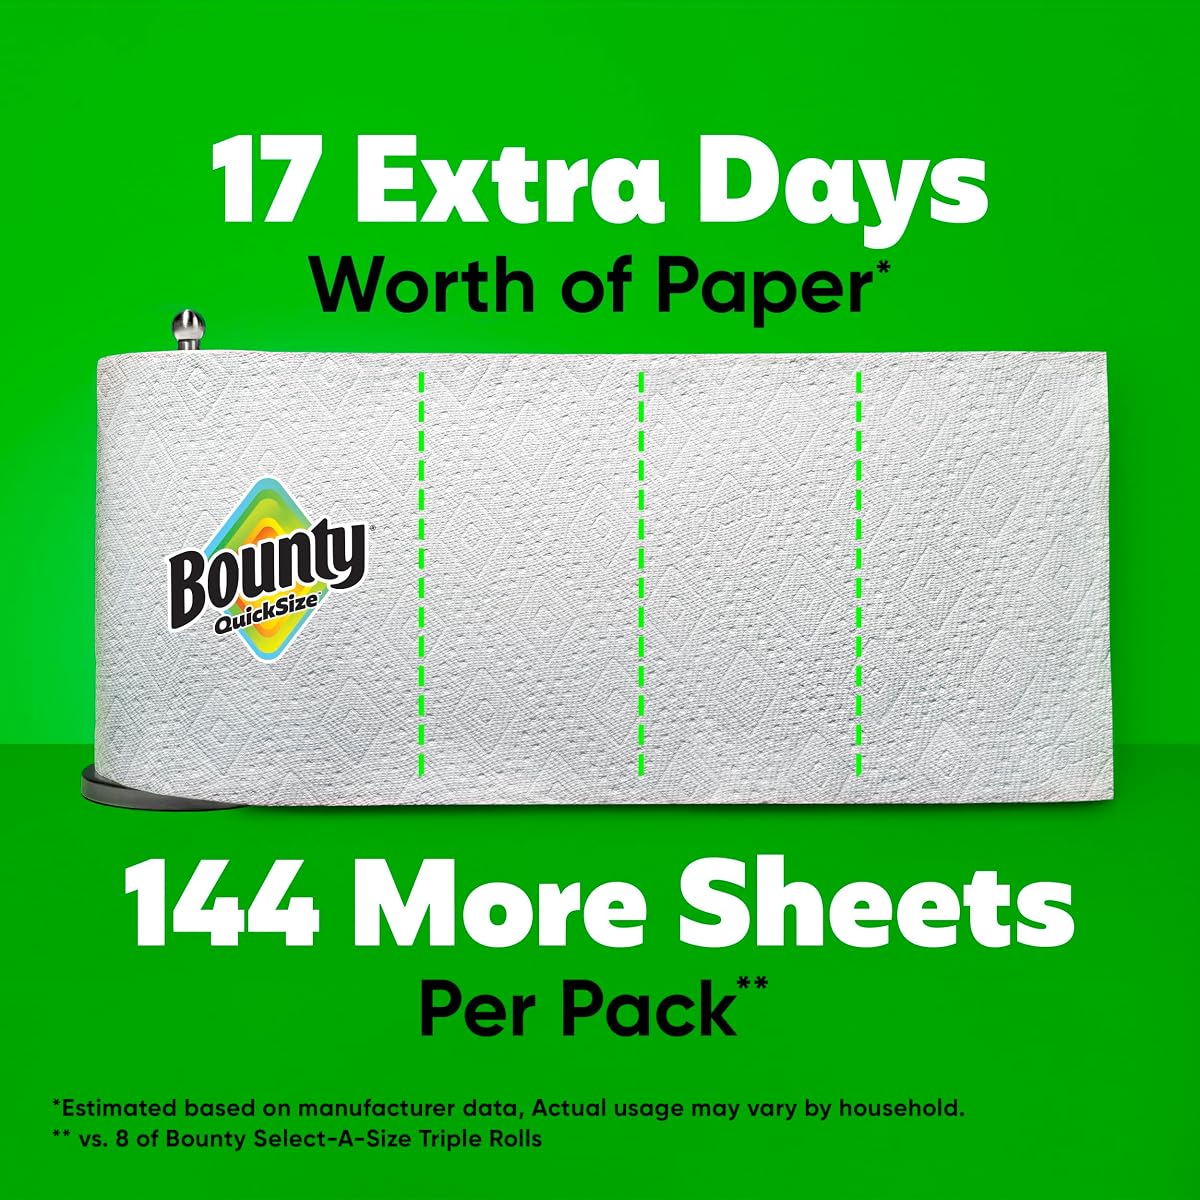 17 Extra Days
Worth of Paper*
Bounty®
QuickSize™
144 More Sheets
Per Pack**
*Estimated based on manufacturer data, Actual usage may vary by household.
** vs. 8 of Bounty Select-A-Size Triple Rolls